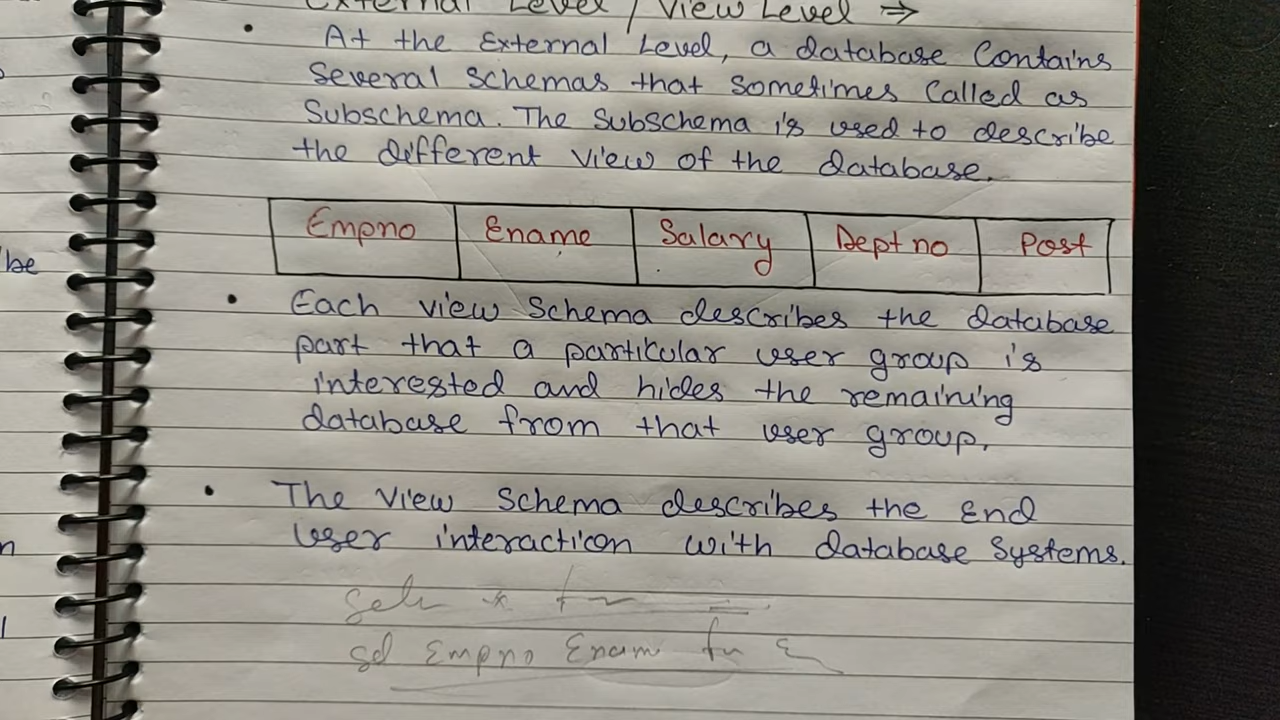 External Level / View Level ⇒
• At the External Level, a database Contains
Several Schemas that sometimes Called as
Subschema. The Subschema is used to describe
the different view of the database.
Empno Ename Salary Dept no Post
be
• Each view Schema describes the database
part that a particular user group is
interested and hides the remaining
database from that user group.
• The View Schema describes the End
User interaction with database Systems.
n
Empno Enam